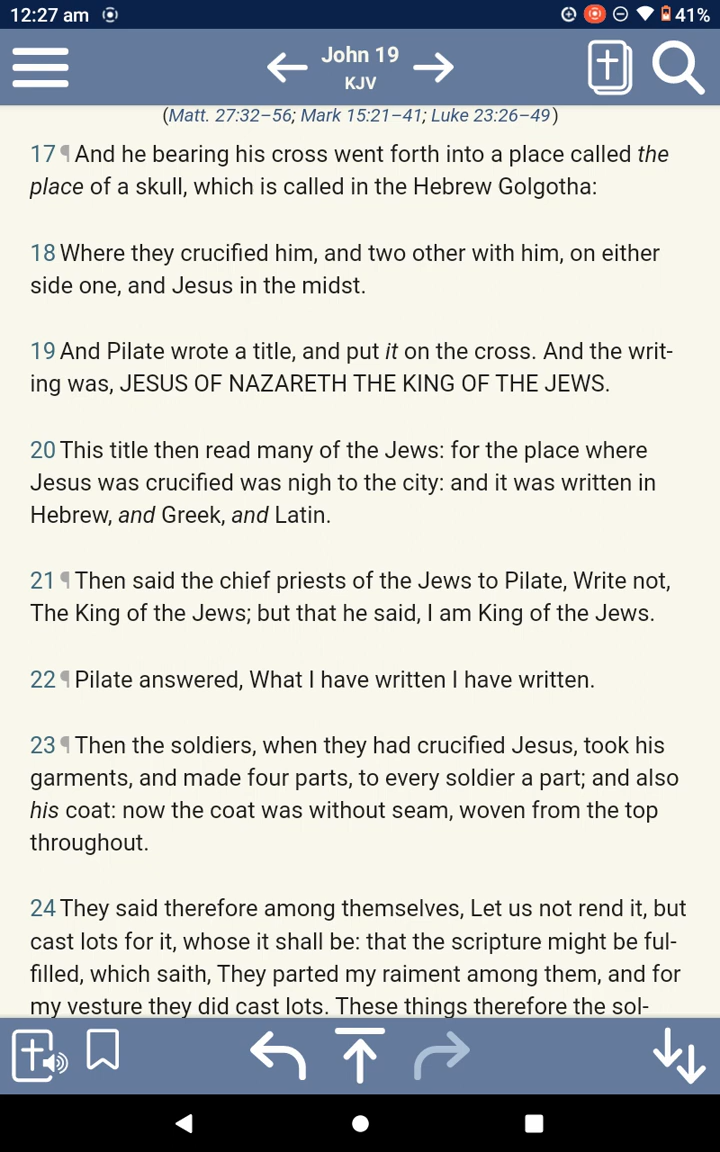 12:27 am
41%
John 19
KJV
(Matt. 27:32–56; Mark 15:21–41; Luke 23:26–49)
17 ¶ And he bearing his cross went forth into a place called the
place of a skull, which is called in the Hebrew Golgotha:
18 Where they crucified him, and two other with him, on either
side one, and Jesus in the midst.
19 And Pilate wrote a title, and put it on the cross. And the writ-
ing was, JESUS OF NAZARETH THE KING OF THE JEWS.
20 This title then read many of the Jews: for the place where
Jesus was crucified was nigh to the city: and it was written in
Hebrew, and Greek, and Latin.
21 ¶ Then said the chief priests of the Jews to Pilate, Write not,
The King of the Jews; but that he said, I am King of the Jews.
22 ¶ Pilate answered, What I have written I have written.
23 ¶ Then the soldiers, when they had crucified Jesus, took his
garments, and made four parts, to every soldier a part; and also
his coat: now the coat was without seam, woven from the top
throughout.
24 They said therefore among themselves, Let us not rend it, but
cast lots for it, whose it shall be: that the scripture might be ful-
filled, which saith, They parted my raiment among them, and for
my vesture they did cast lots. These things therefore the sol-